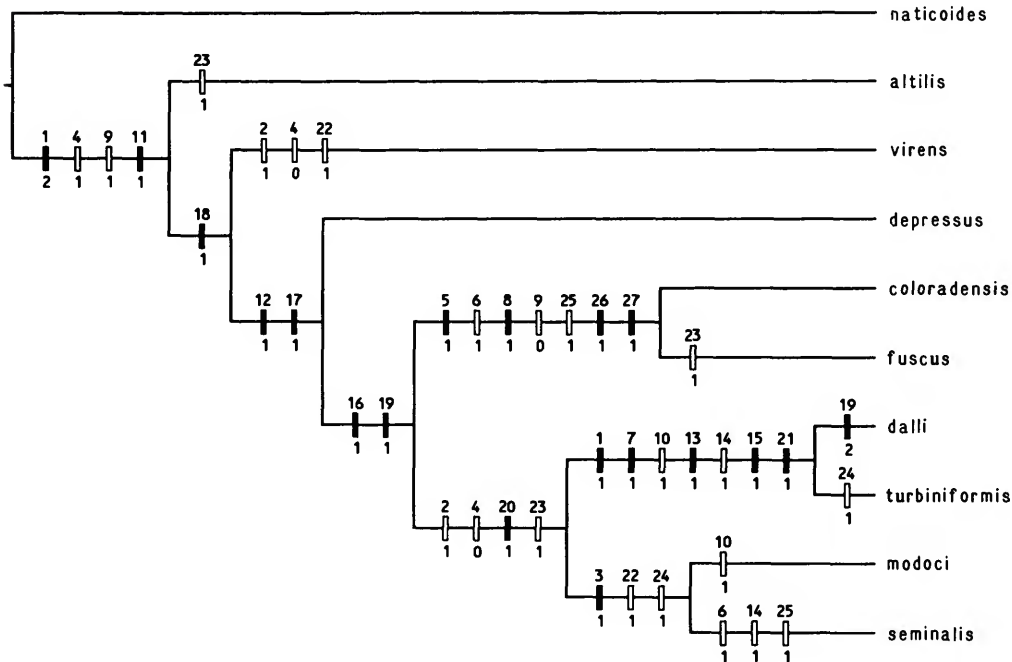 naticoides
23
altilis
1
2 4 22
virens
1 0 1
1 4 9 11
2 1 1 1
18
depressus
1
5 6 8 9 25 26 27
coloradensis
12 17
1 1
1 1 1 0 1 1 1
23
fuscus
1
16 19
1 1
19
dalli
2
1 7 10 13 14 15 21
1 1 1 1 1 1 1
24
turbiniformis
1
2 4 20 23
1 0 1 1
10
modoci
1
3 22 24
1 1 1
6 14 25
seminalis
1 1 1